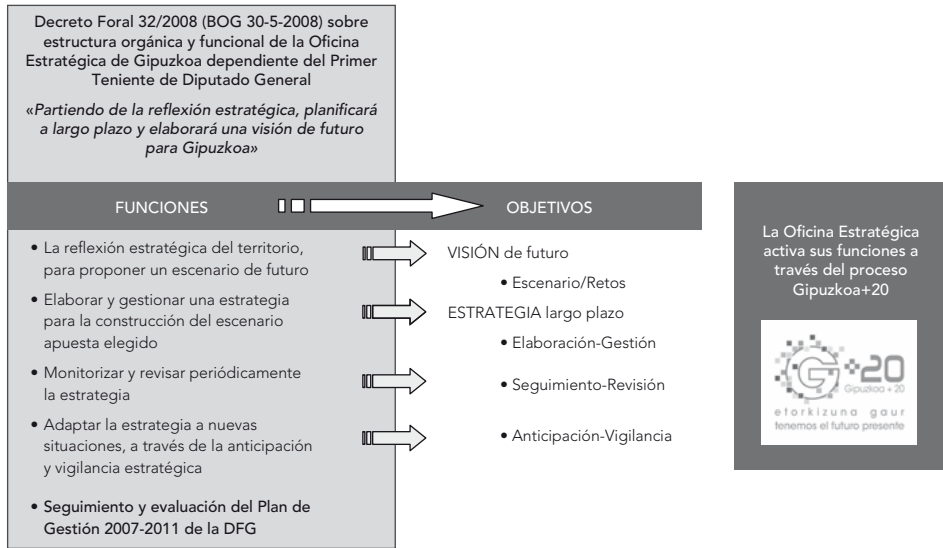 Decreto Foral 32/2008 (BOG 30-5-2008) sobre
estructura orgánica y funcional de la Oficina
Estratégica de Gipuzkoa dependiente del Primer
Teniente de Diputado General
«Partiendo de la reflexión estratégica, planificará
a largo plazo y elaborará una visión de futuro
para Gipuzkoa»
FUNCIONES
OBJETIVOS
• La reflexión estratégica del territorio,
para proponer un escenario de futuro
• Elaborar y gestionar una estrategia
para la construcción del escenario
apuesta elegido
• Monitorizar y revisar periódicamente
la estrategia
• Adaptar la estrategia a nuevas
situaciones, a través de la anticipación
y vigilancia estratégica
• Seguimiento y evaluación del Plan de
Gestión 2007-2011 de la DFG
VISIÓN de futuro
• Escenario/Retos
ESTRATEGIA largo plazo
• Elaboración-Gestión
• Seguimiento-Revisión
• Anticipación-Vigilancia
La Oficina Estratégica
activa sus funciones a
través del proceso
Gipuzkoa+20
G+20
Gipuzkoa + 20
etorkizuna gaur
tenemos el futuro presente